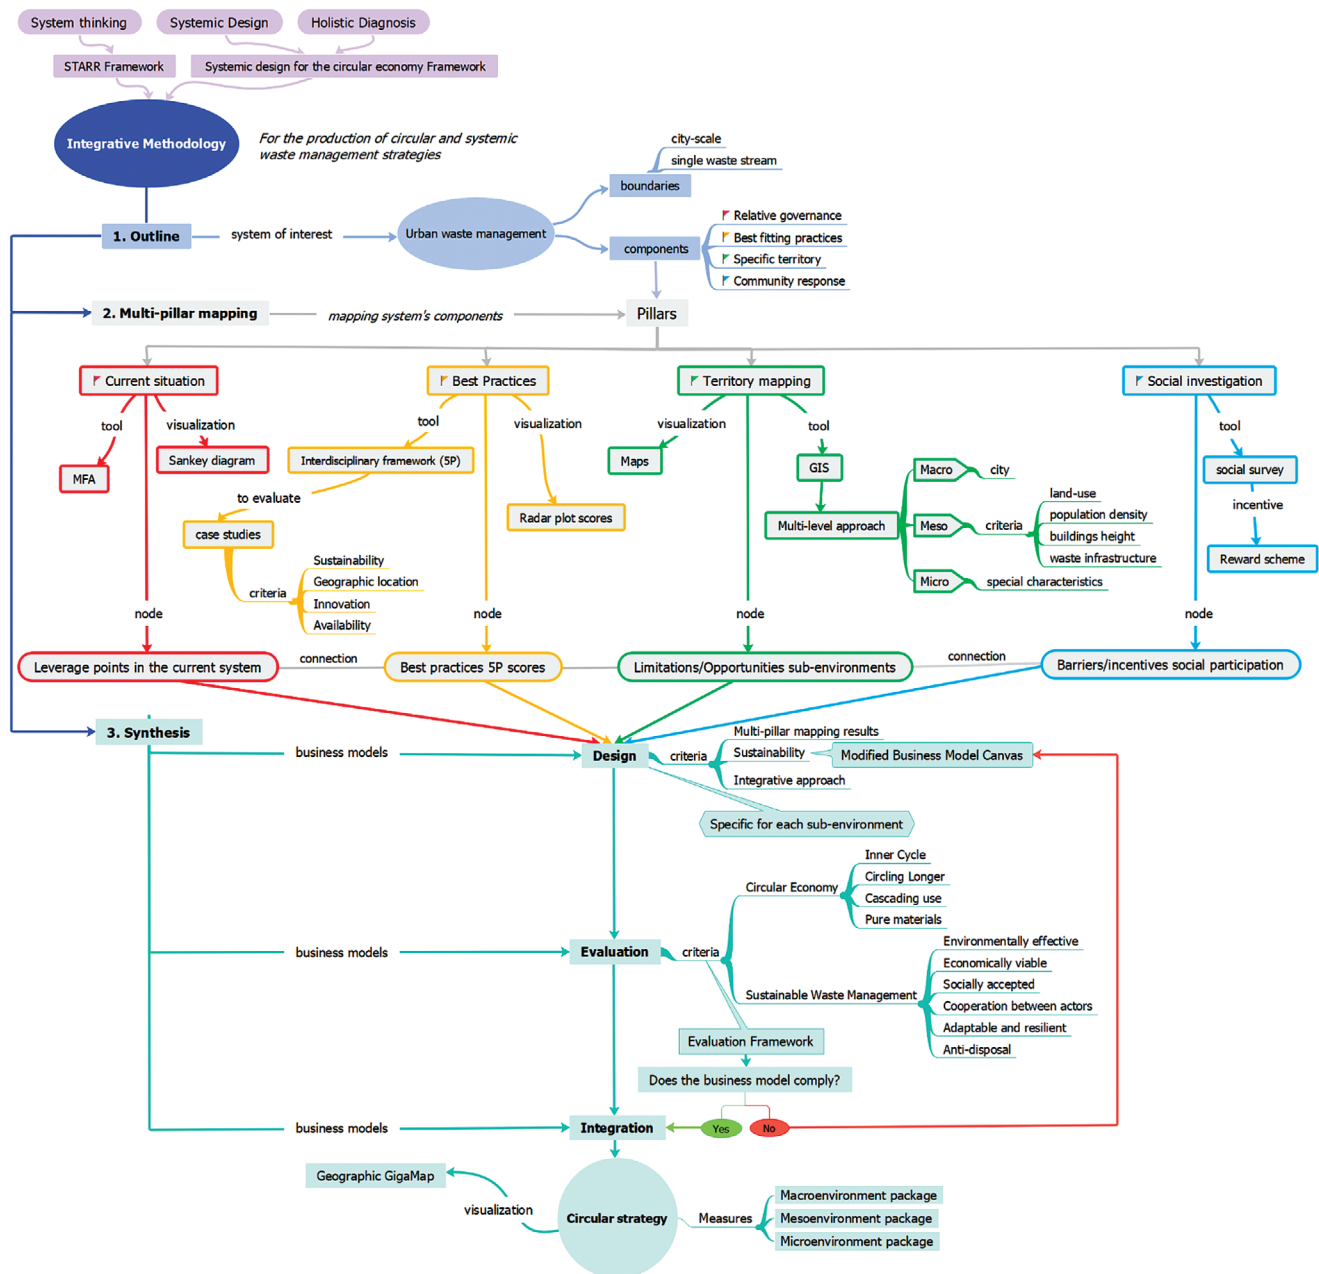 System thinking
Systemic Design
Holistic Diagnosis
STARR Framework
Systemic design for the circular economy Framework
Integrative Methodology
For the production of circular and systemic
waste management strategies
city-scale
single waste stream
boundaries
1. Outline
system of interest
Urban waste management
components
Relative governance
Best fitting practices
Specific territory
Community response
2. Multi-pillar mapping
mapping system's components
Pillars
Current situation
Best Practices
Territory mapping
Social investigation
tool
visualization
MFA
Sankey diagram
tool
visualization
Interdisciplinary framework (5P)
to evaluate
case studies
Radar plot scores
criteria
Sustainability
Geographic location
Innovation
Availability
visualization
tool
Maps
GIS
Multi-level approach
Macro
city
Meso
criteria
land-use
population density
buildings height
waste infrastructure
Micro
special characteristics
tool
social survey
incentive
Reward scheme
node
node
node
node
Leverage points in the current system
connection
Best practices 5P scores
Limitations/Opportunities sub-environments
connection
Barriers/incentives social participation
3. Synthesis
business models
Design
criteria
Multi-pillar mapping results
Sustainability
Modified Business Model Canvas
Integrative approach
Specific for each sub-environment
business models
Evaluation
criteria
Circular Economy
Inner Cycle
Circling Longer
Cascading use
Pure materials
Sustainable Waste Management
Environmentally effective
Economically viable
Socially accepted
Cooperation between actors
Adaptable and resilient
Anti-disposal
Evaluation Framework
Does the business model comply?
Yes
No
business models
Integration
Geographic GigaMap
visualization
Circular strategy
Measures
Macroenvironment package
Mesoenvironment package
Microenvironment package